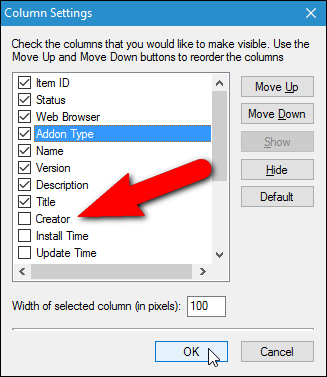 Column Settings
Check the columns that you would like to make visible. Use the
Move Up and Move Down buttons to reorder the columns
Item ID
Status
Web Browser
Addon Type
Name
Version
Description
Title
Creator
Install Time
Update Time
Move Up
Move Down
Show
Hide
Default
Width of selected column (in pixels): 100
OK
Cancel